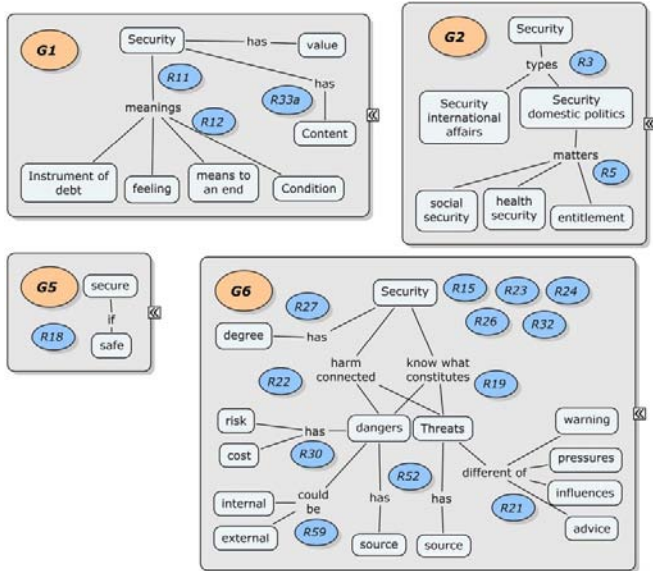 G1
Security
has
value
R11
has
meanings
R33a
R12
Content
Instrument of
debt
feeling
means to
an end
Condition
G2
Security
types
R3
Security
international
affairs
Security
domestic politics
matters
R5
social
security
health
security
entitlement
G5
secure
R18
if
safe
G6
R27
Security
R15
R23
R24
R26
R32
degree
has
R22
harm
connected
know what
constitutes
R19
risk
has
dangers
Threats
warning
cost
R30
different of
pressures
R52
internal
could
be
has
has
R21
influences
external
R59
advice
source
source